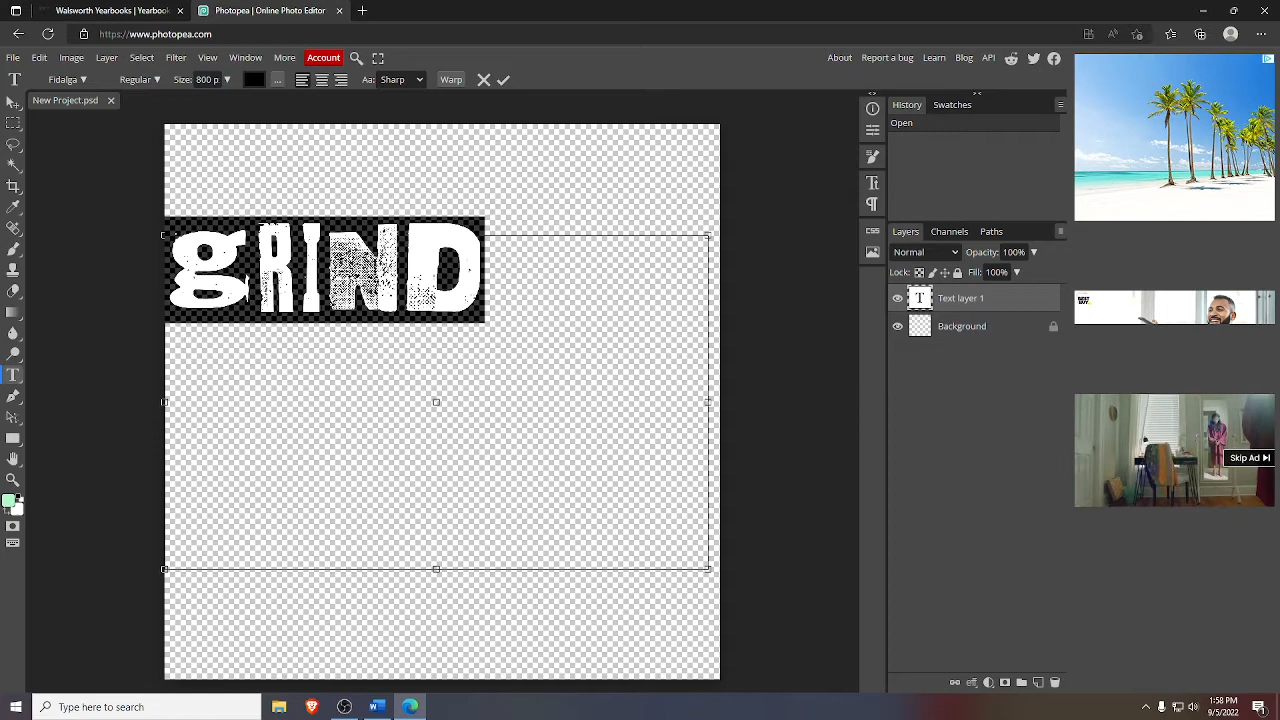 Walsworth Yearbooks | Yearbook
Photopea | Online Photo Editor
https://www.photopea.com
File Edit Image Layer Select Filter View Window More Account
About Report a bug Learn Blog API
Fidalgo Regular Size: 800 p ... Aa: Sharp Warp
New Project.psd
gRIND
History Swatches
Open
Layers Channels Paths
Normal Opacity: 100%
Lock: Fill: 100%
T Text layer 1
Background
BEST BUY
Skip Ad
Type here to search
1:58 PM
9/5/2022